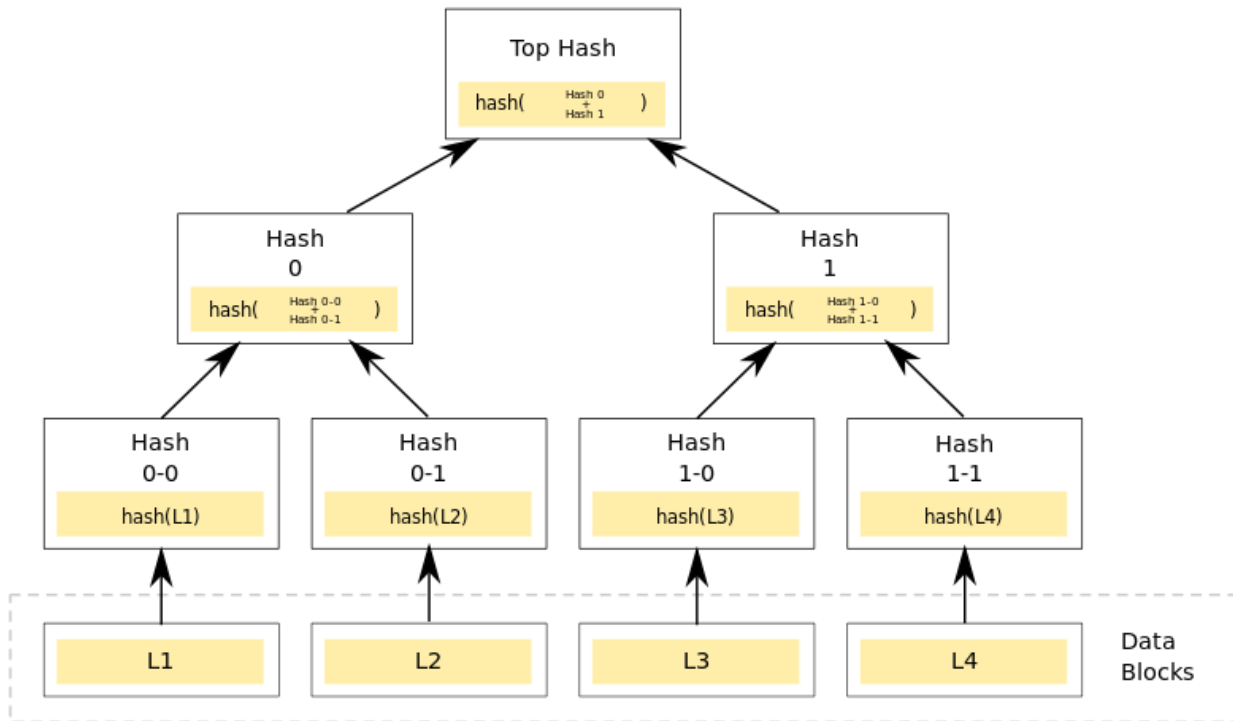 Top Hash
hash( Hash 0 + Hash 1 )
Hash
0
hash( Hash 0-0 + Hash 0-1 )
Hash
1
hash( Hash 1-0 + Hash 1-1 )
Hash
0-0
hash(L1)
Hash
0-1
hash(L2)
Hash
1-0
hash(L3)
Hash
1-1
hash(L4)
L1
L2
L3
L4
Data
Blocks